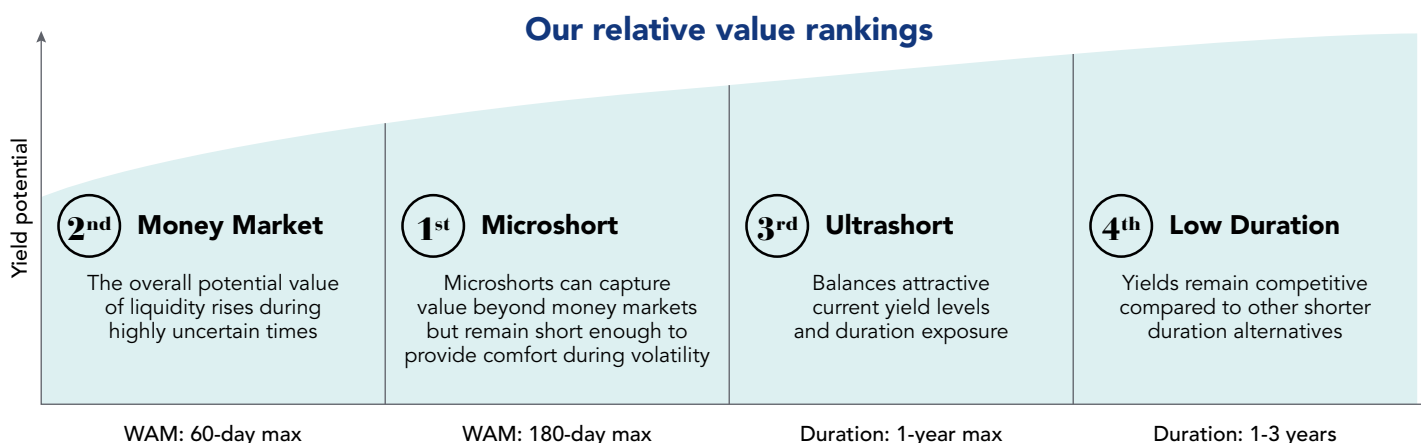 Our relative value rankings
Yield potential
2nd Money Market
The overall potential value
of liquidity rises during
highly uncertain times
WAM: 60-day max
1st Microshort
Microshorts can capture
value beyond money markets
but remain short enough to
provide comfort during volatility
WAM: 180-day max
3rd Ultrashort
Balances attractive
current yield levels
and duration exposure
Duration: 1-year max
4th Low Duration
Yields remain competitive
compared to other shorter
duration alternatives
Duration: 1-3 years